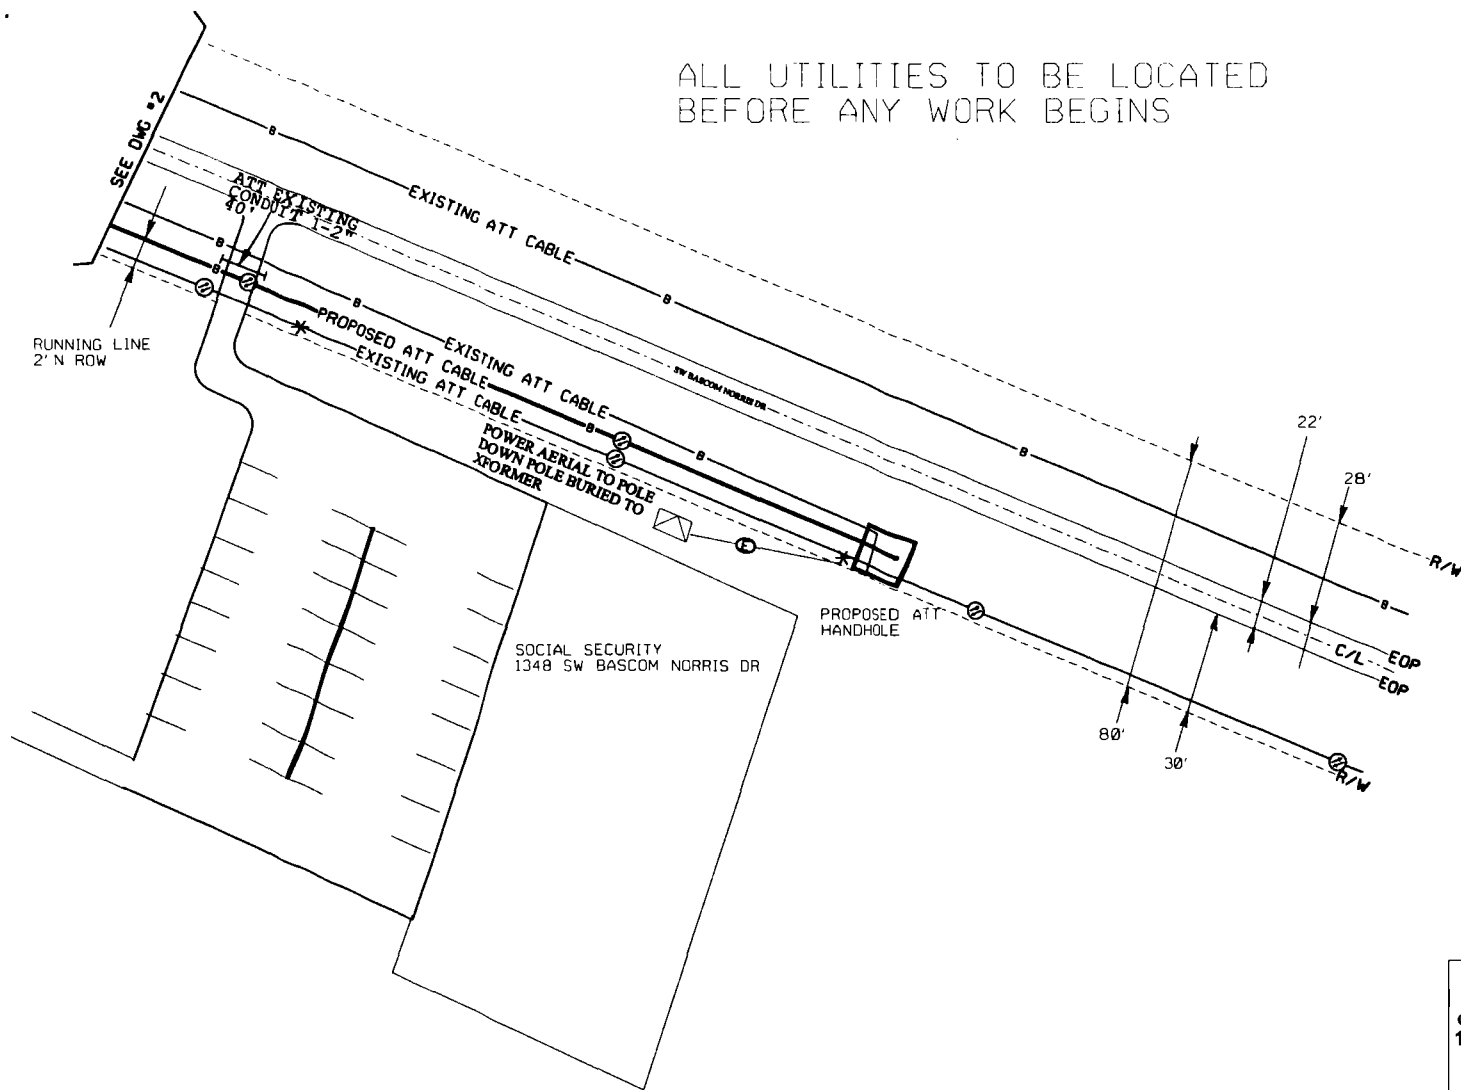 ALL UTILITIES TO BE LOCATED
BEFORE ANY WORK BEGINS
SEE DWG #2
B
EXISTING ATT CABLE
B
B
B
ATT EXISTING
CONDUIT 1-2"
40'
B
B
EXISTING ATT CABLE
B
B
PROPOSED ATT CABLE
B
EXISTING ATT CABLE
SW BASCOM NORRIS DR
RUNNING LINE
2' N ROW
POWER AERIAL TO POLE
DOWN POLE BURIED TO
XFORMER
E
PROPOSED ATT
HANDHOLE
SOCIAL SECURITY
1348 SW BASCOM NORRIS DR
22'
28'
80'
30'
R/W
EOP
C/L
EOP
R/W